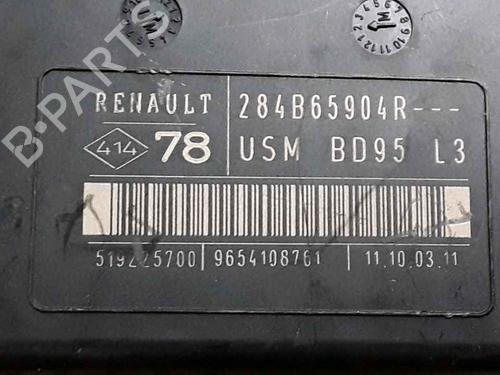 RENAULT 284B65904R---
414 78 USM BD95 L3
519225700 9654108761 11.10.03.11
B-PARTS